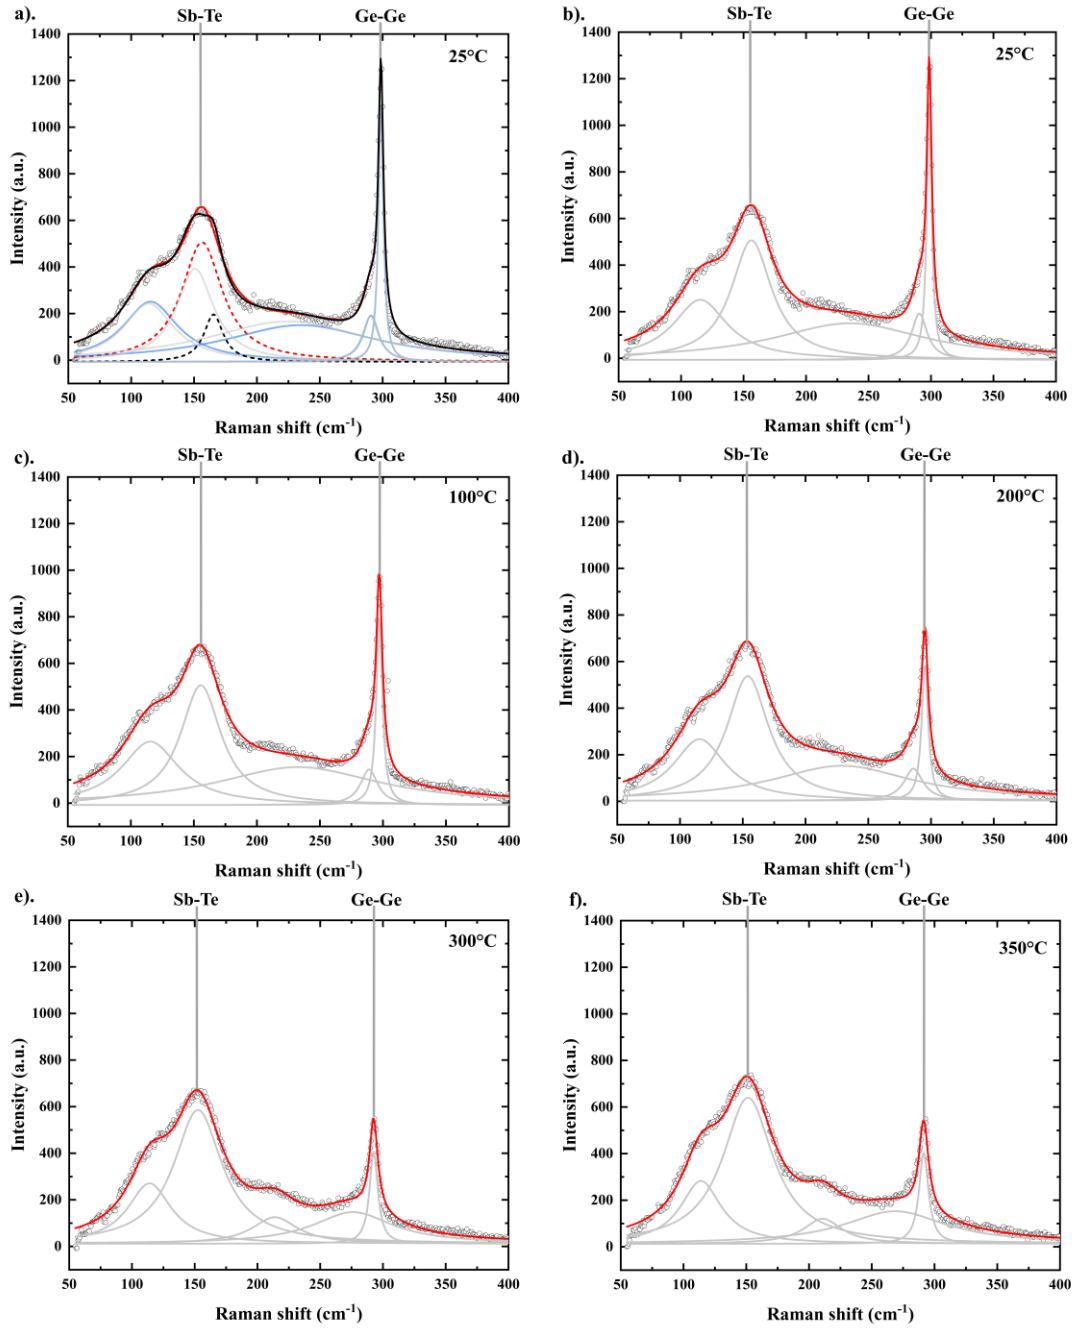 a). Sb-Te Ge-Ge
25°C
1400
1200
1000
800
600
400
200
0
Intensity (a.u.)
50 100 150 200 250 300 350 400
Raman shift (cm⁻¹)
b). Sb-Te Ge-Ge
25°C
1400
1200
1000
800
600
400
200
0
Intensity (a.u.)
50 100 150 200 250 300 350 400
Raman shift (cm⁻¹)
c). Sb-Te Ge-Ge
100°C
1400
1200
1000
800
600
400
200
0
Intensity (a.u.)
50 100 150 200 250 300 350 400
Raman shift (cm⁻¹)
d). Sb-Te Ge-Ge
200°C
1400
1200
1000
800
600
400
200
0
Intensity (a.u.)
50 100 150 200 250 300 350 400
Raman shift (cm⁻¹)
e). Sb-Te Ge-Ge
300°C
1400
1200
1000
800
600
400
200
0
Intensity (a.u.)
50 100 150 200 250 300 350 400
Raman shift (cm⁻¹)
f). Sb-Te Ge-Ge
350°C
1400
1200
1000
800
600
400
200
0
Intensity (a.u.)
50 100 150 200 250 300 350 400
Raman shift (cm⁻¹)